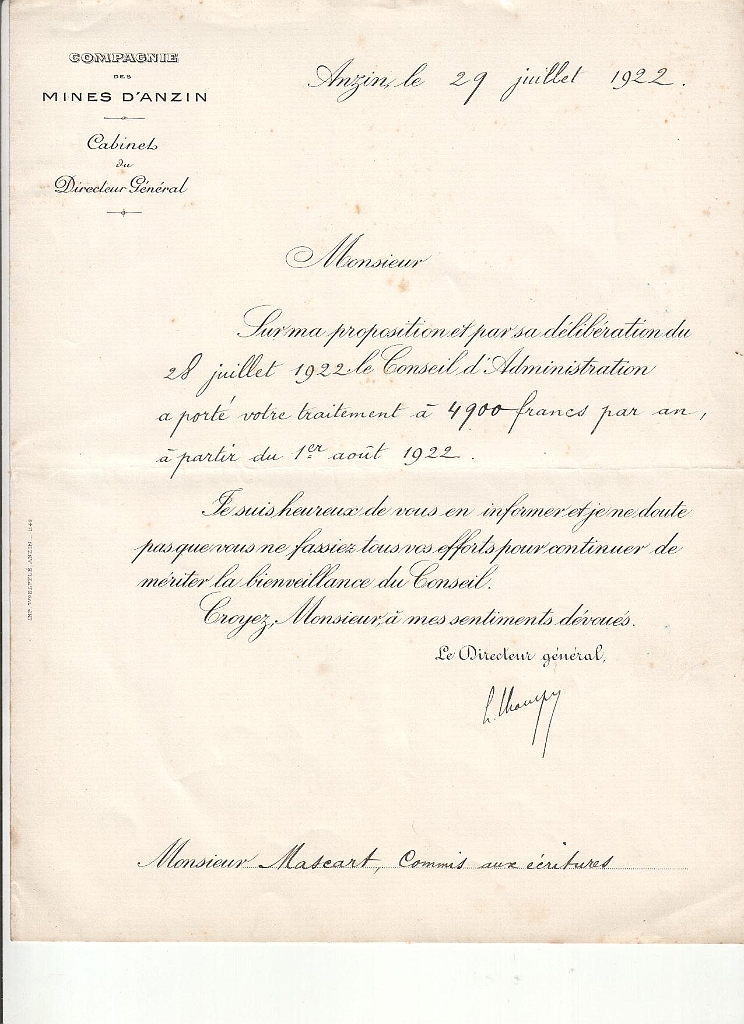 COMPAGNIE
DES
MINES D'ANZIN
Cabinet
du
Directeur Général
Anzin, le 29 juillet 1922.
Monsieur
Sur ma proposition et par sa délibération du
28 juillet 1922 le Conseil d'Administration
a porté votre traitement à 4900 francs par an,
à partir du 1er août 1922.
Je suis heureux de vous en informer et je ne doute
pas que vous ne fassiez tous vos efforts pour continuer de
mériter la bienveillance du Conseil.
Croyez, Monsieur, à mes sentiments dévoués.
Le Directeur général,
Monsieur Mascart, Commis aux écritures